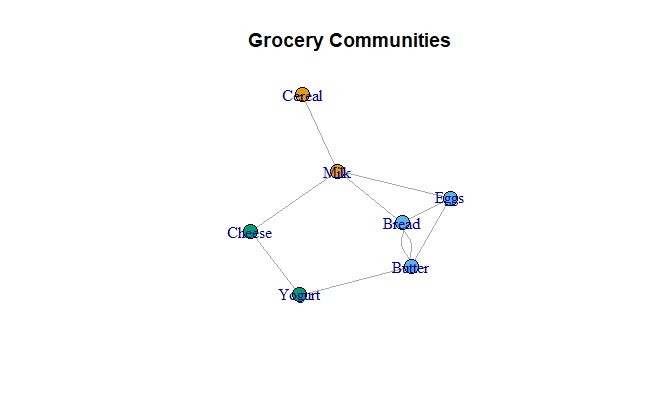 Grocery Communities
Cereal
Milk
Eggs
Bread
Cheese
Butter
Yogurt